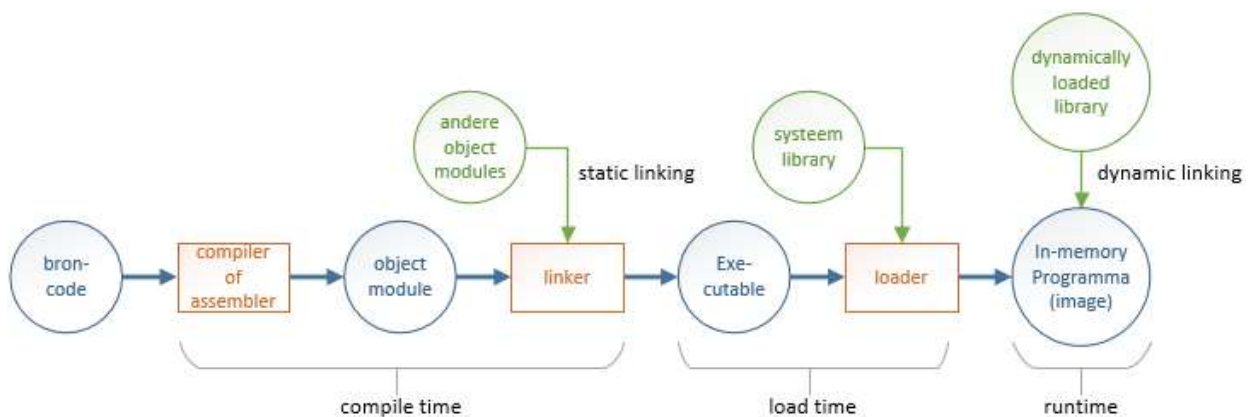 dynamically
loaded
library
andere
object
modules
static linking
systeem
library
dynamic linking
bron-
code
compiler
of
assembler
object
module
linker
Exe-
cutable
loader
In-memory
Programma
(image)
compile time
load time
runtime